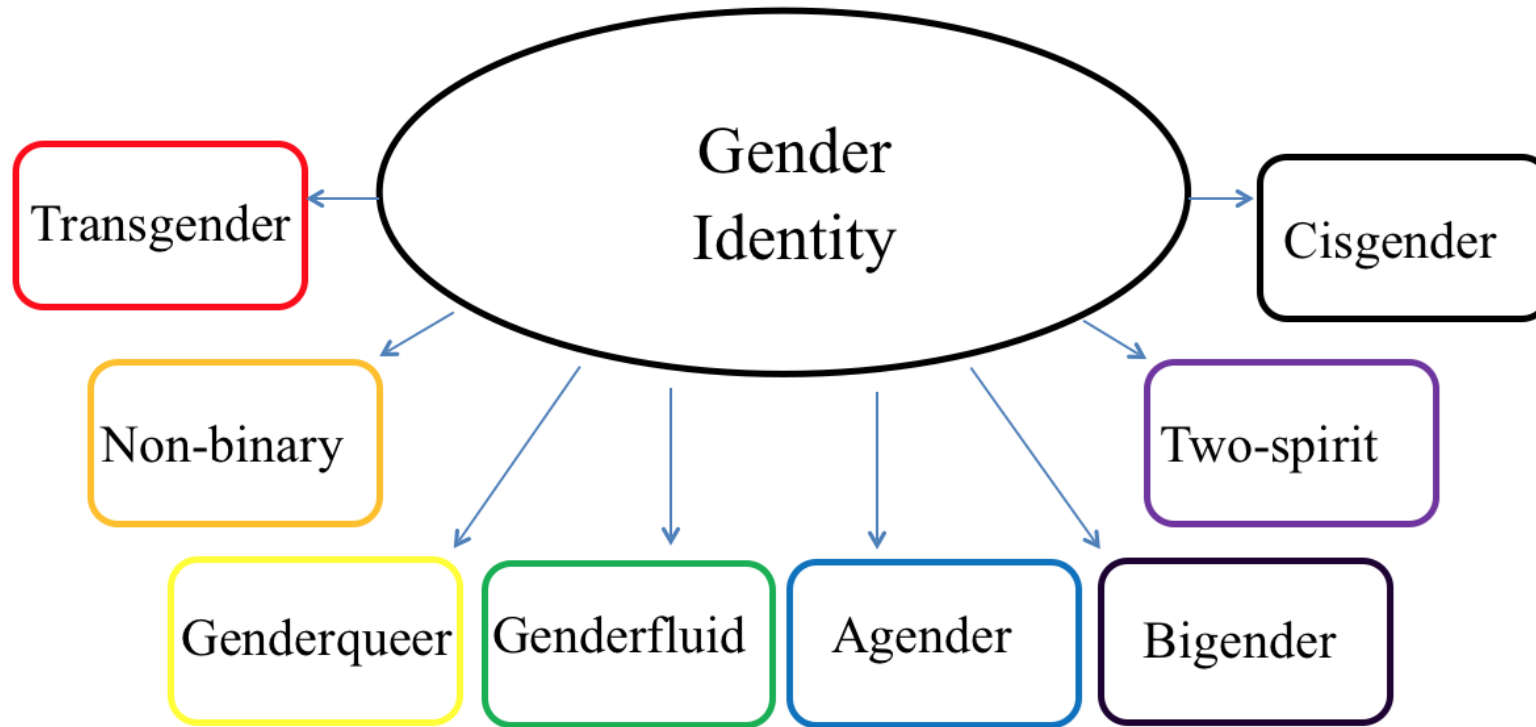 Gender
Identity
Transgender
Cisgender
Non-binary
Two-spirit
Genderqueer
Genderfluid
Agender
Bigender